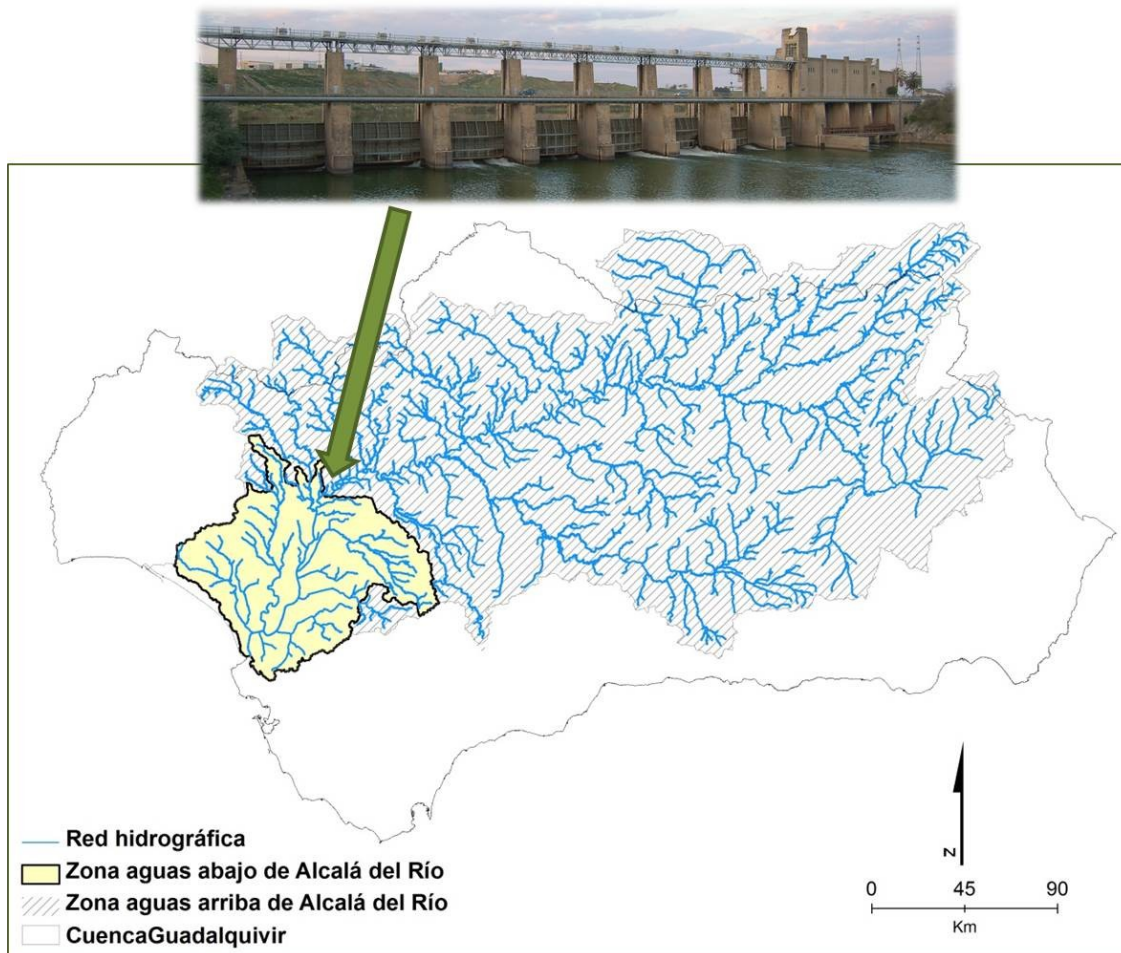 Red hidrográfica
Zona aguas abajo de Alcalá del Río
Zona aguas arriba de Alcalá del Río
CuencaGuadalquivir
N
0 45 90
Km